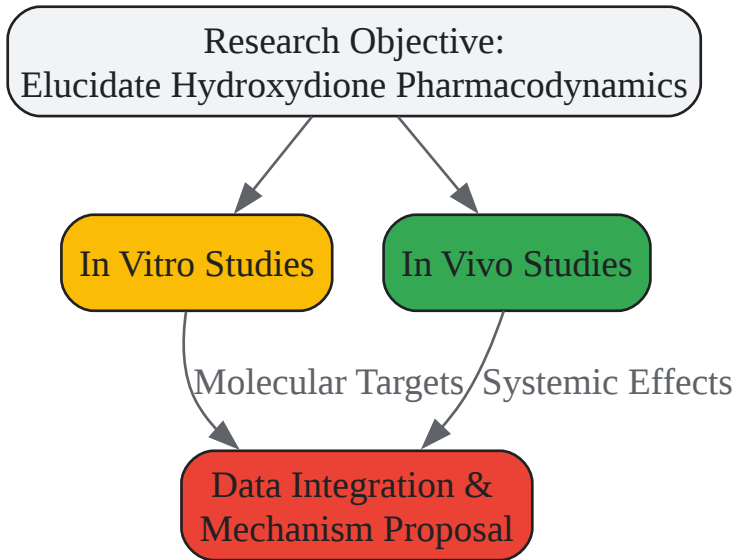 Research Objective:
Elucidate Hydroxydione Pharmacodynamics
In Vitro Studies
In Vivo Studies
Molecular Targets
Systemic Effects
Data Integration &
Mechanism Proposal